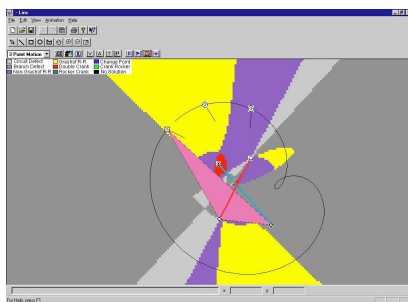 - Linc
File Edit View Animation Help
3 Point Motion
Circuit Defect Grashof R-R Change Point
Branch Defect Double Crank Crank Rocker
Non-Grashof R-R Rocker Crank No Solution
x y
For Help, press F1